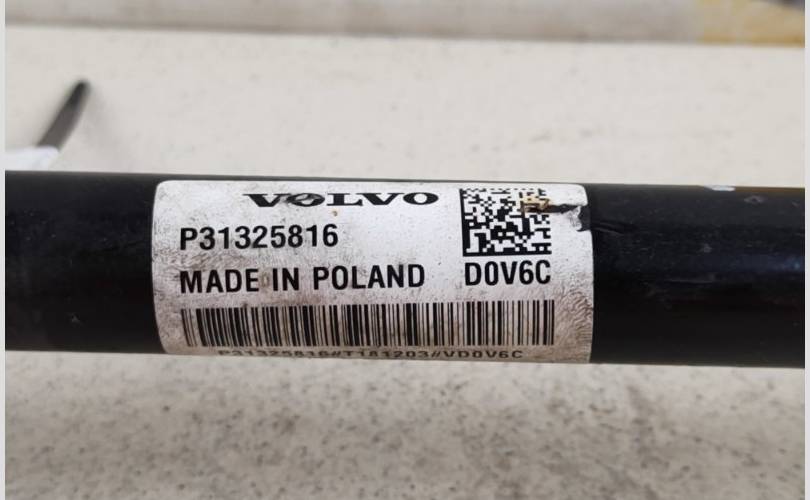 VOLVO
P31325816
MADE IN POLAND D0V6C
P31325816#T181203#VD0V6C